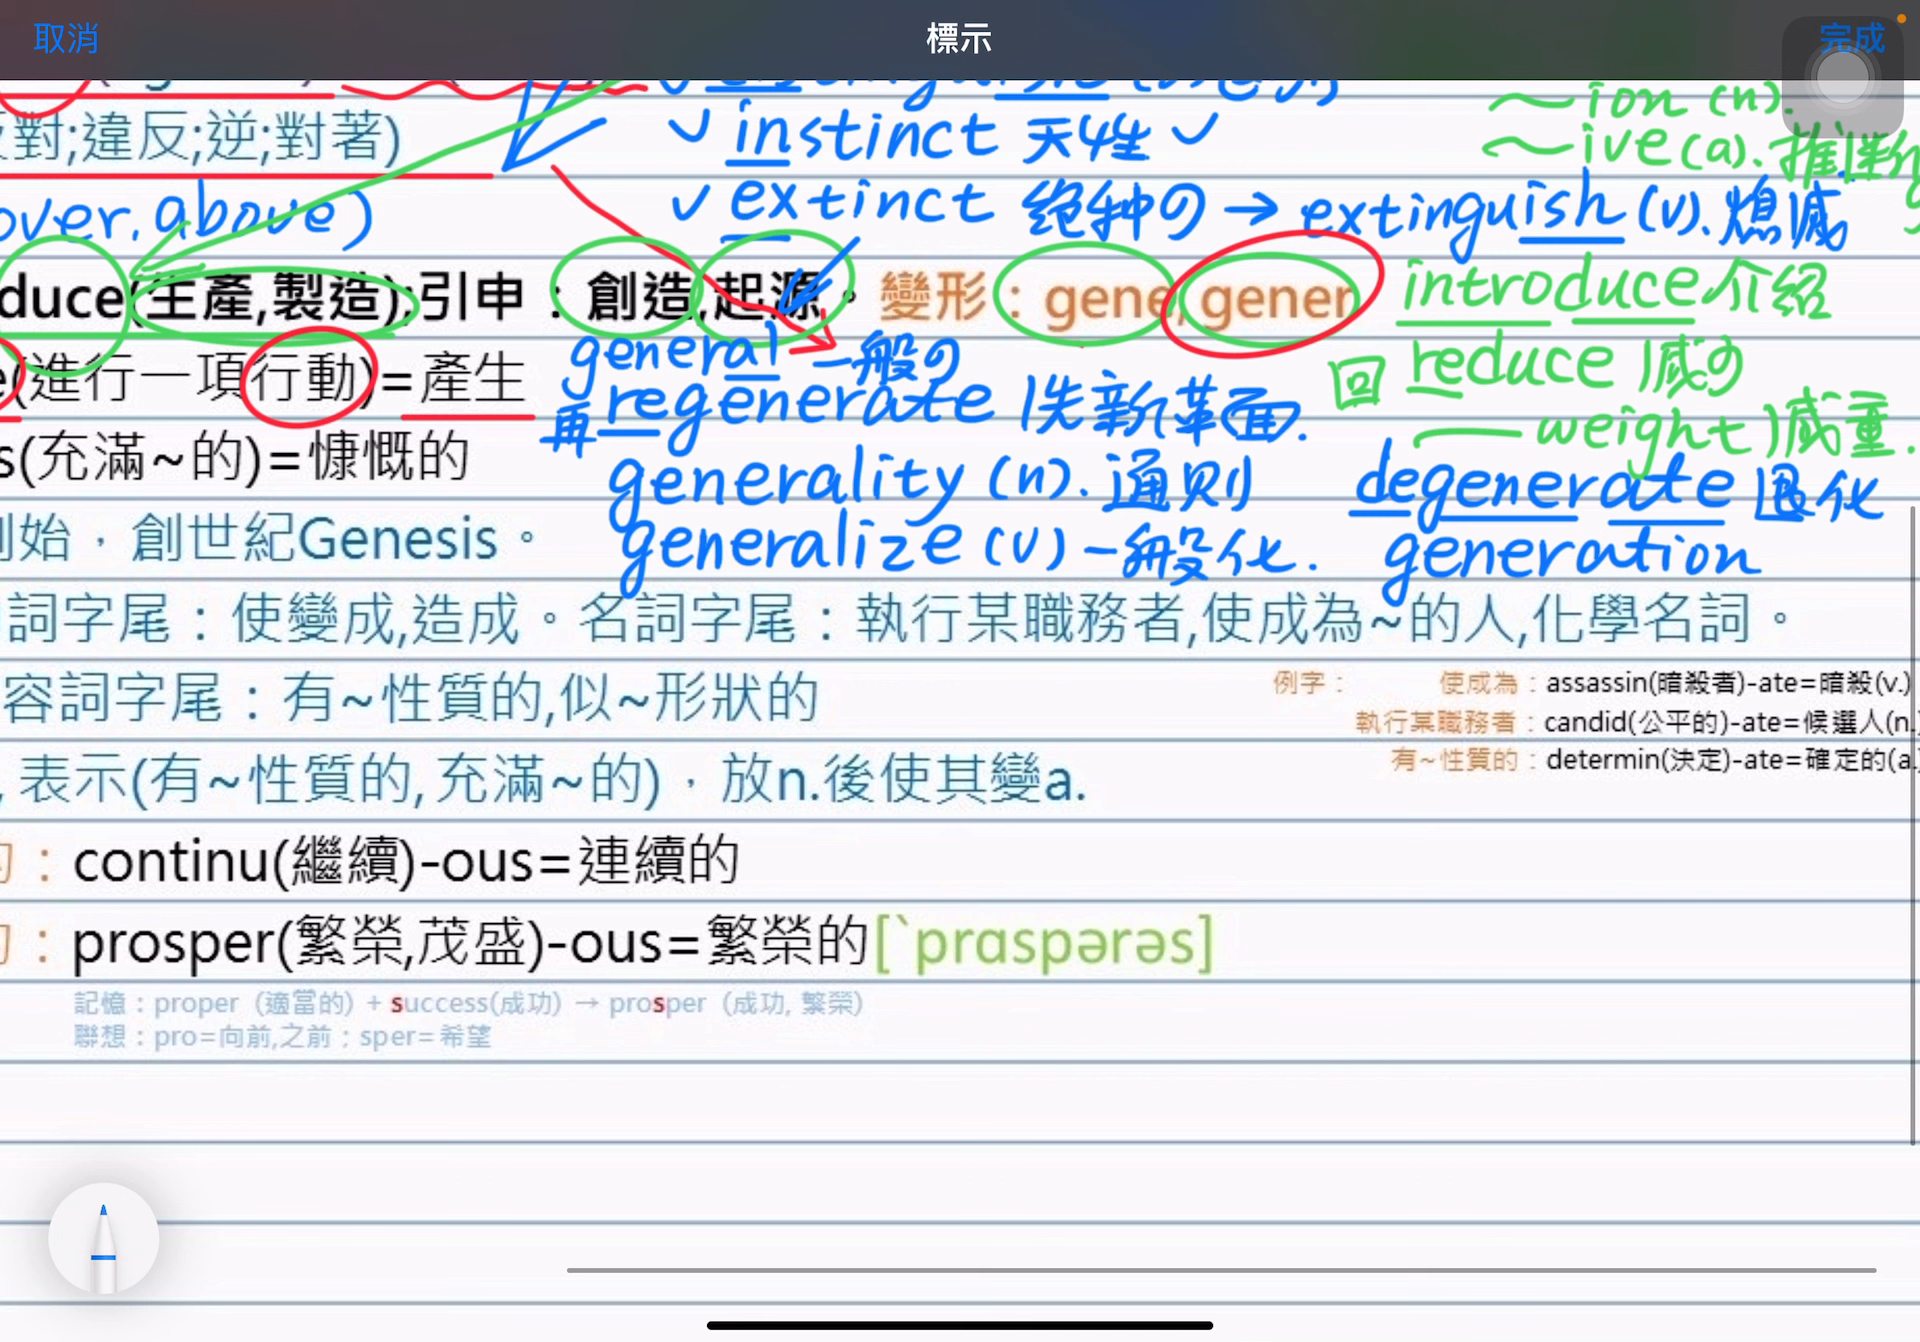 取消 標示 完成
~ion (n).
反對;違反;逆;對著) ✓ instinct 天性 ✓ ~ive (a). 推斷
over, above) ✓ extinct 絕種の → extinguish (v). 熄滅
duce(生產,製造);引申：創造,起源。變形：gene, gener introduce 介紹
general 一般の
(進行一項行動)=產生 再 regenerate 洗新革面. 回 reduce 減の
— weight 減重.
s(充滿~的)=慷慨的 generality (n). 通則 degenerate 退化
始，創世紀Genesis。 generalize (v) 一般化. generation
詞字尾：使變成,造成。名詞字尾：執行某職務者,使成為~的人,化學名詞。
容詞字尾：有~性質的,似~形狀的 例字： 使成為：assassin(暗殺者)-ate=暗殺(v.)
執行某職務者：candid(公平的)-ate=候選人(n.)
有~性質的：determin(決定)-ate=確定的(a.)
, 表示(有~性質的,充滿~的)，放n.後使其變a.
：continu(繼續)-ous=連續的
：prosper(繁榮,茂盛)-ous=繁榮的[ˋprɑspərəs]
記憶：proper (適當的) + success(成功) → prosper (成功, 繁榮)
聯想：pro=向前,之前；sper=希望